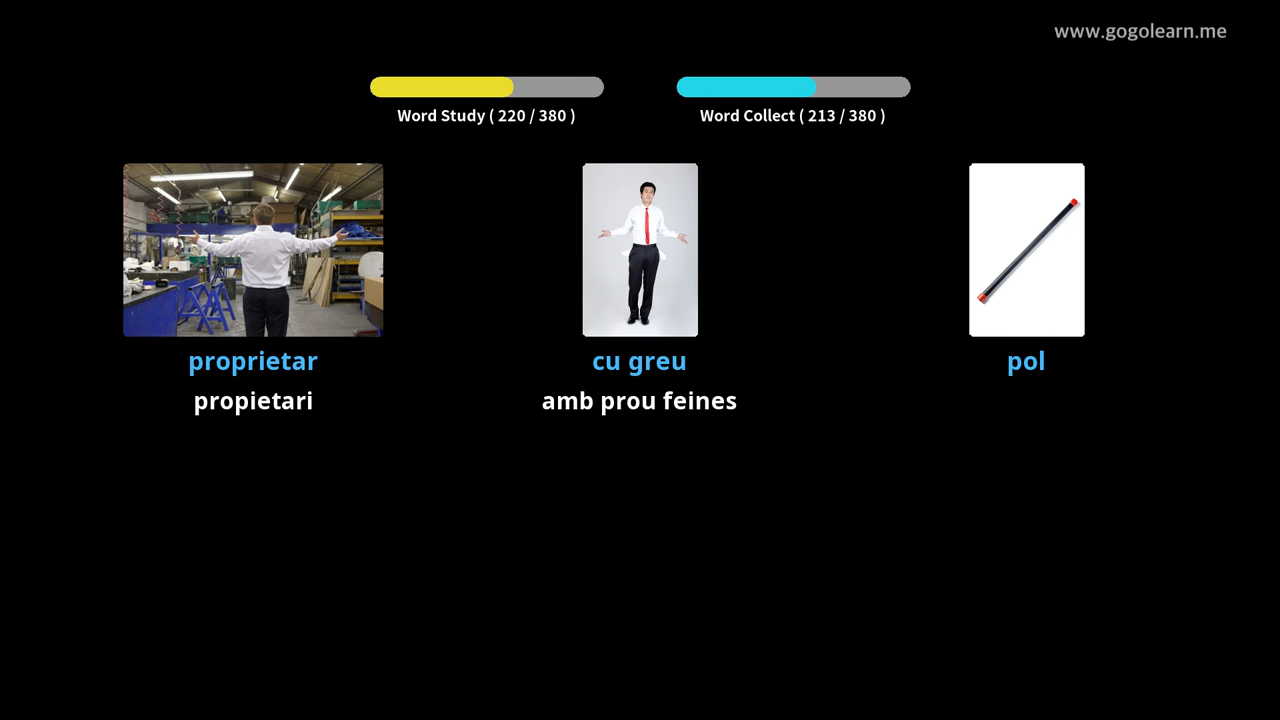 www.gogolearn.me
Word Study ( 220 / 380 )
Word Collect ( 213 / 380 )
proprietar
propietari
cu greu
amb prou feines
pol